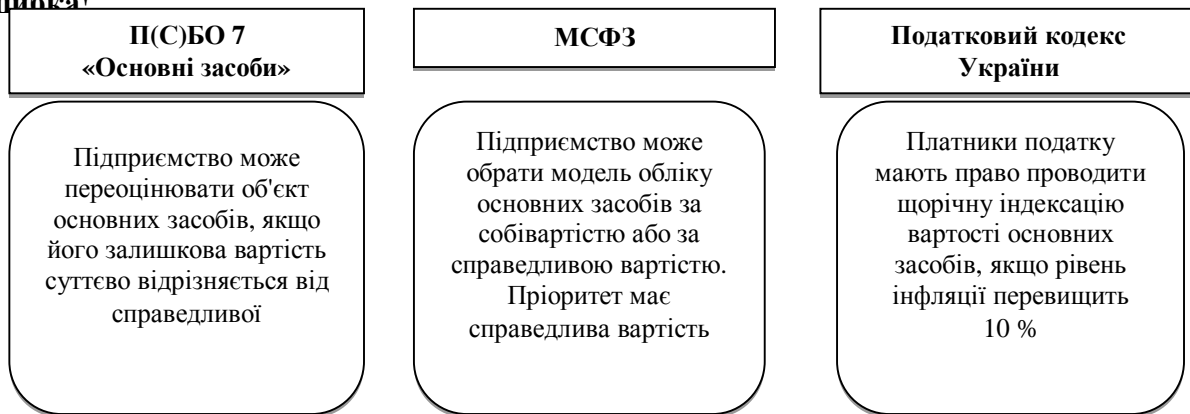 П(С)БО 7
«Основні засоби»
Підприємство може
переоцінювати об'єкт
основних засобів, якщо
його залишкова вартість
суттєво відрізняється від
справедливої
МСФЗ
Підприємство може
обрати модель обліку
основних засобів за
собівартістю або за
справедливою вартістю.
Пріоритет має
справедлива вартість
Податковий кодекс
України
Платники податку
мають право проводити
щорічну індексацію
вартості основних
засобів, якщо рівень
інфляції перевищить
10 %